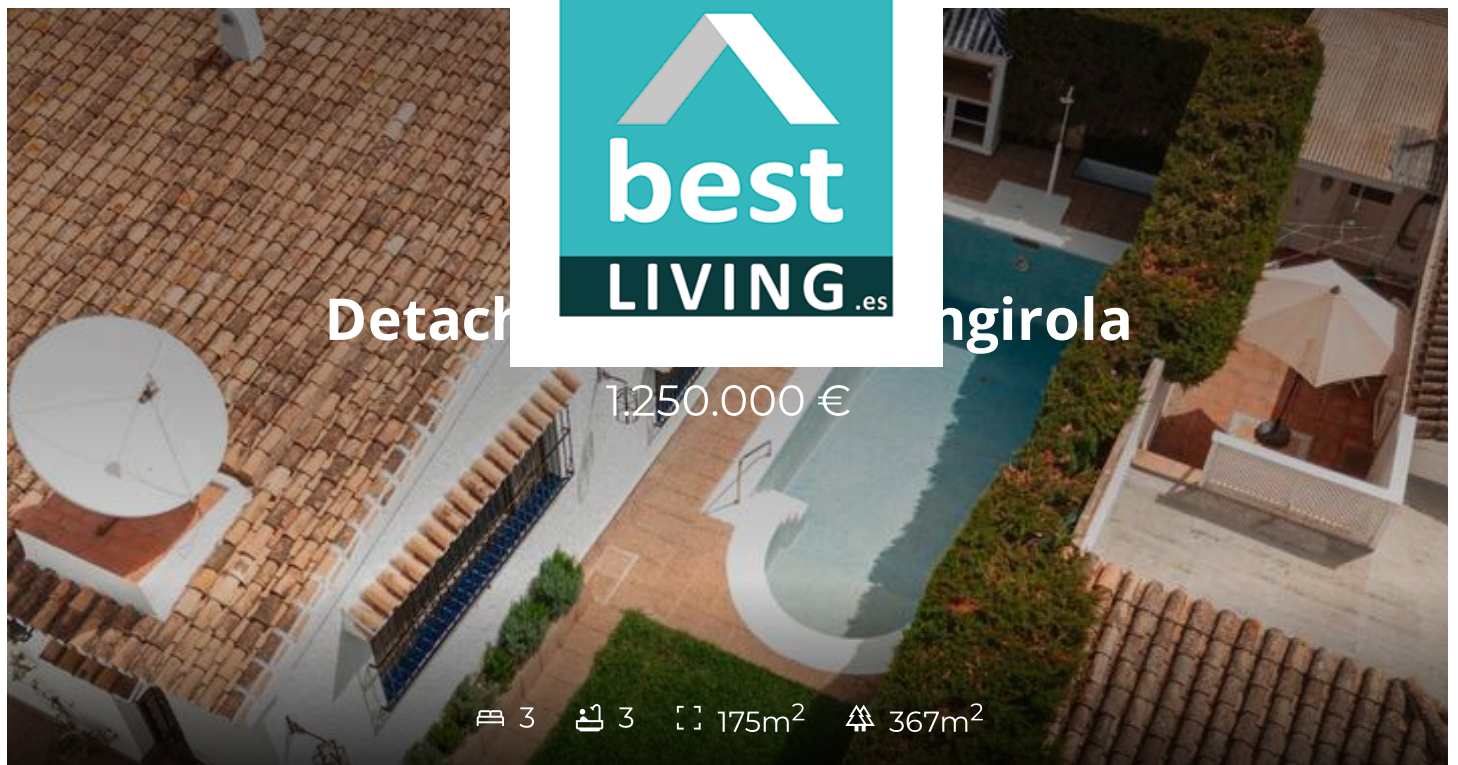 best
LIVING.es
Detach ngirola
1.250.000 €
3 3 175m² 367m²